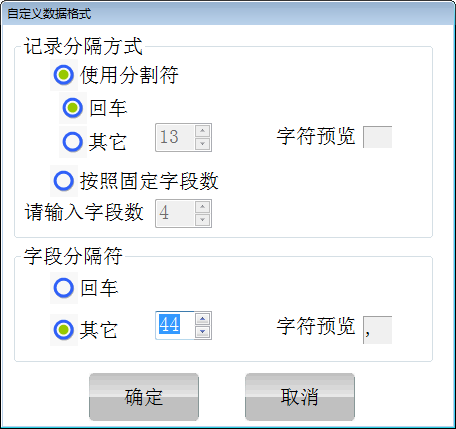 自定义数据格式
记录分隔方式
使用分割符
回车
其它 13 字符预览
按照固定字段数
请输入字段数 4
字段分隔符
回车
其它 44 字符预览 ,
确定 取消